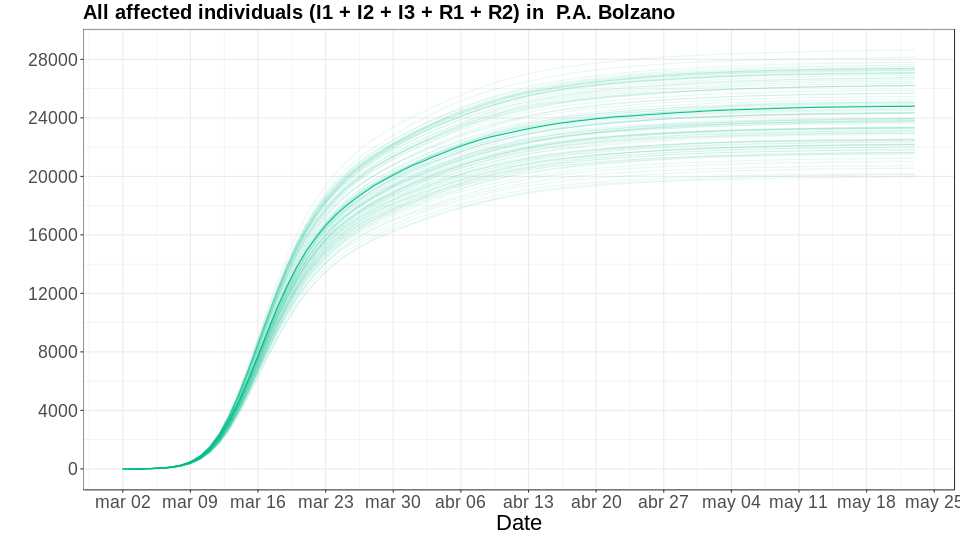 All affected individuals (I1 + I2 + I3 + R1 + R2) in  P.A. Bolzano
28000
24000
20000
16000
12000
8000
4000
0
mar 02 mar 09 mar 16 mar 23 mar 30 abr 06 abr 13 abr 20 abr 27 may 04 may 11 may 18 may 25
Date